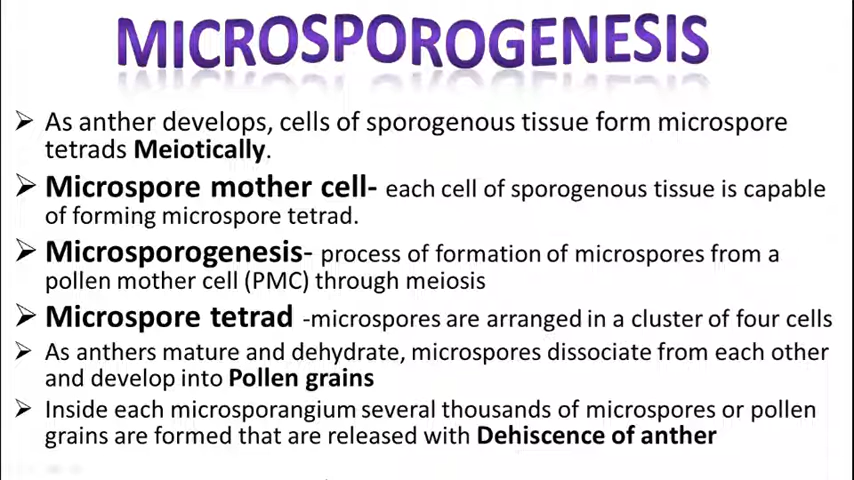 MICROSPOROGENESIS
➢ As anther develops, cells of sporogenous tissue form microspore
tetrads Meiotically.
➢ Microspore mother cell- each cell of sporogenous tissue is capable
of forming microspore tetrad.
➢ Microsporogenesis- process of formation of microspores from a
pollen mother cell (PMC) through meiosis
➢ Microspore tetrad -microspores are arranged in a cluster of four cells
➢ As anthers mature and dehydrate, microspores dissociate from each other
and develop into Pollen grains
➢ Inside each microsporangium several thousands of microspores or pollen
grains are formed that are released with Dehiscence of anther